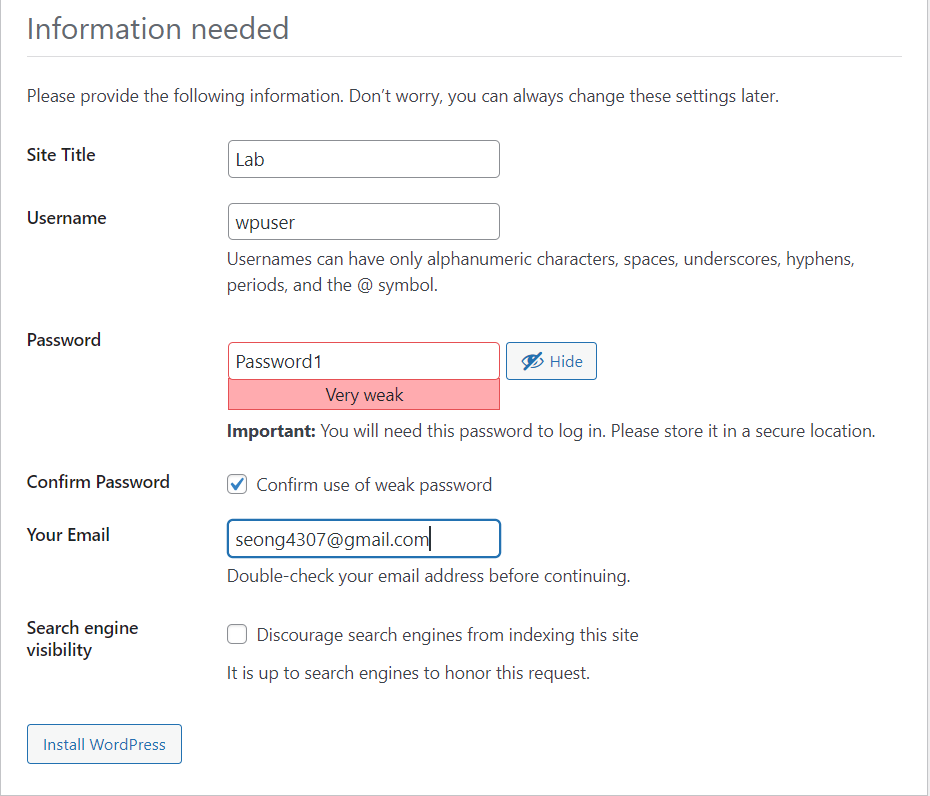 Information needed
Please provide the following information. Don’t worry, you can always change these settings later.
Site Title
Lab
Username
wpuser
Usernames can have only alphanumeric characters, spaces, underscores, hyphens,
periods, and the @ symbol.
Password
Password1
Hide
Very weak
Important: You will need this password to log in. Please store it in a secure location.
Confirm Password
Confirm use of weak password
Your Email
seong4307@gmail.com
Double-check your email address before continuing.
Search engine
visibility
Discourage search engines from indexing this site
It is up to search engines to honor this request.
Install WordPress